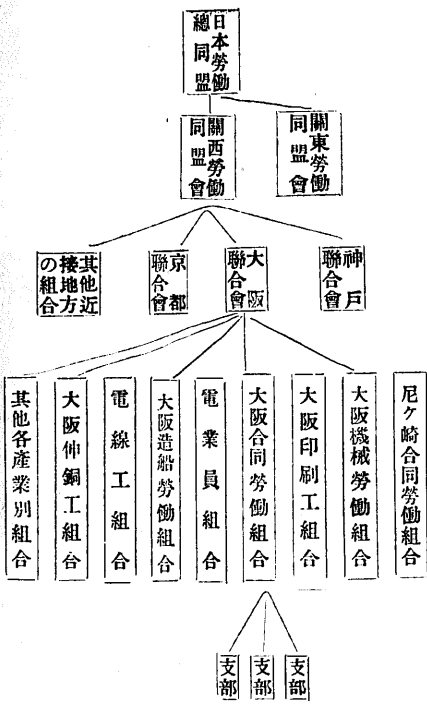 日本勞働
總同盟
關東勞働
同盟會
關西勞働
同盟會
神戶
聯合會
大阪
聯合會
京都
聯合會
其他近
接地方
の組合
尼ケ崎合同勞働組合
大阪機械勞働組合
大阪印刷工組合
大阪合同勞働組合
電業員組合
大阪造船勞働組合
電線工組合
大阪伸銅工組合
其他各產業別組合
支部
支部
支部